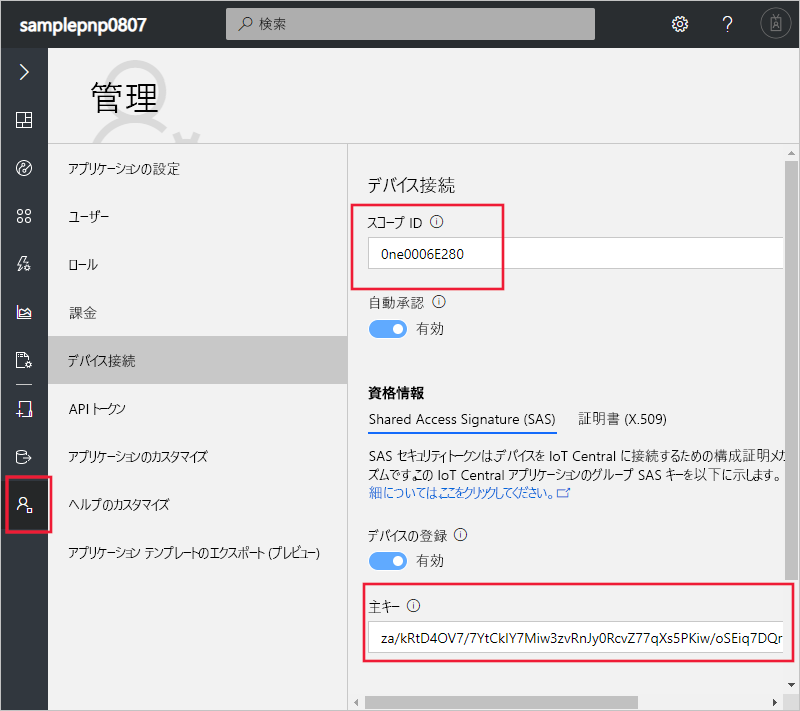 samplepnp0807
検索
管理
アプリケーションの設定
ユーザー
ロール
課金
デバイス接続
API トークン
アプリケーションのカスタマイズ
ヘルプのカスタマイズ
アプリケーション テンプレートのエクスポート (プレビュー)
デバイス接続
スコープ ID
0ne0006E280
自動承認
有効
資格情報
Shared Access Signature (SAS) 証明書 (X.509)
SAS セキュリティトークンは、デバイスを IoT Central に接続するための構成証明メカ
ズムです。この IoT Central アプリケーションのグループ SAS キーを以下に示します。
細についてはここをクリックしてください。
デバイスの登録
有効
主キー
za/kRtD4OV7/7YtCkIY7Miw3zvRnJy0RcvZ77qXs5PKiw/oSEiq7DQr